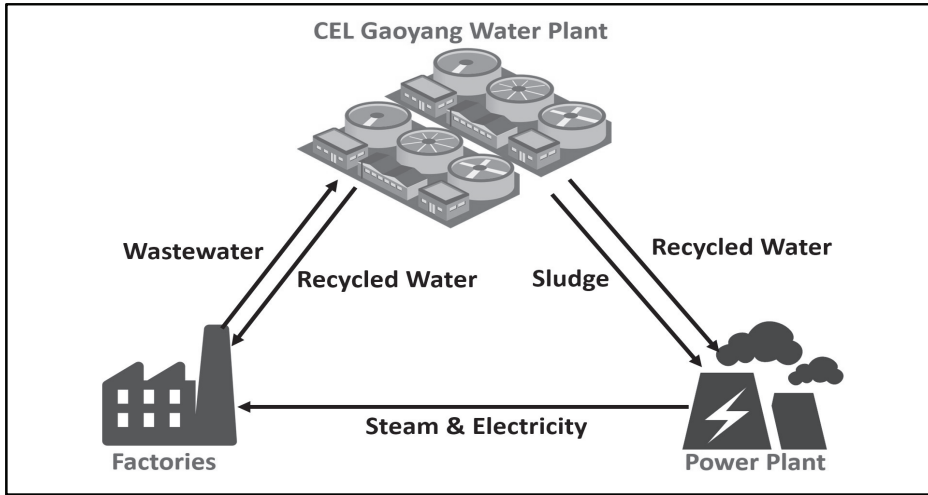 CEL Gaoyang Water Plant
Wastewater
Recycled Water
Sludge
Recycled Water
Steam & Electricity
Factories
Power Plant